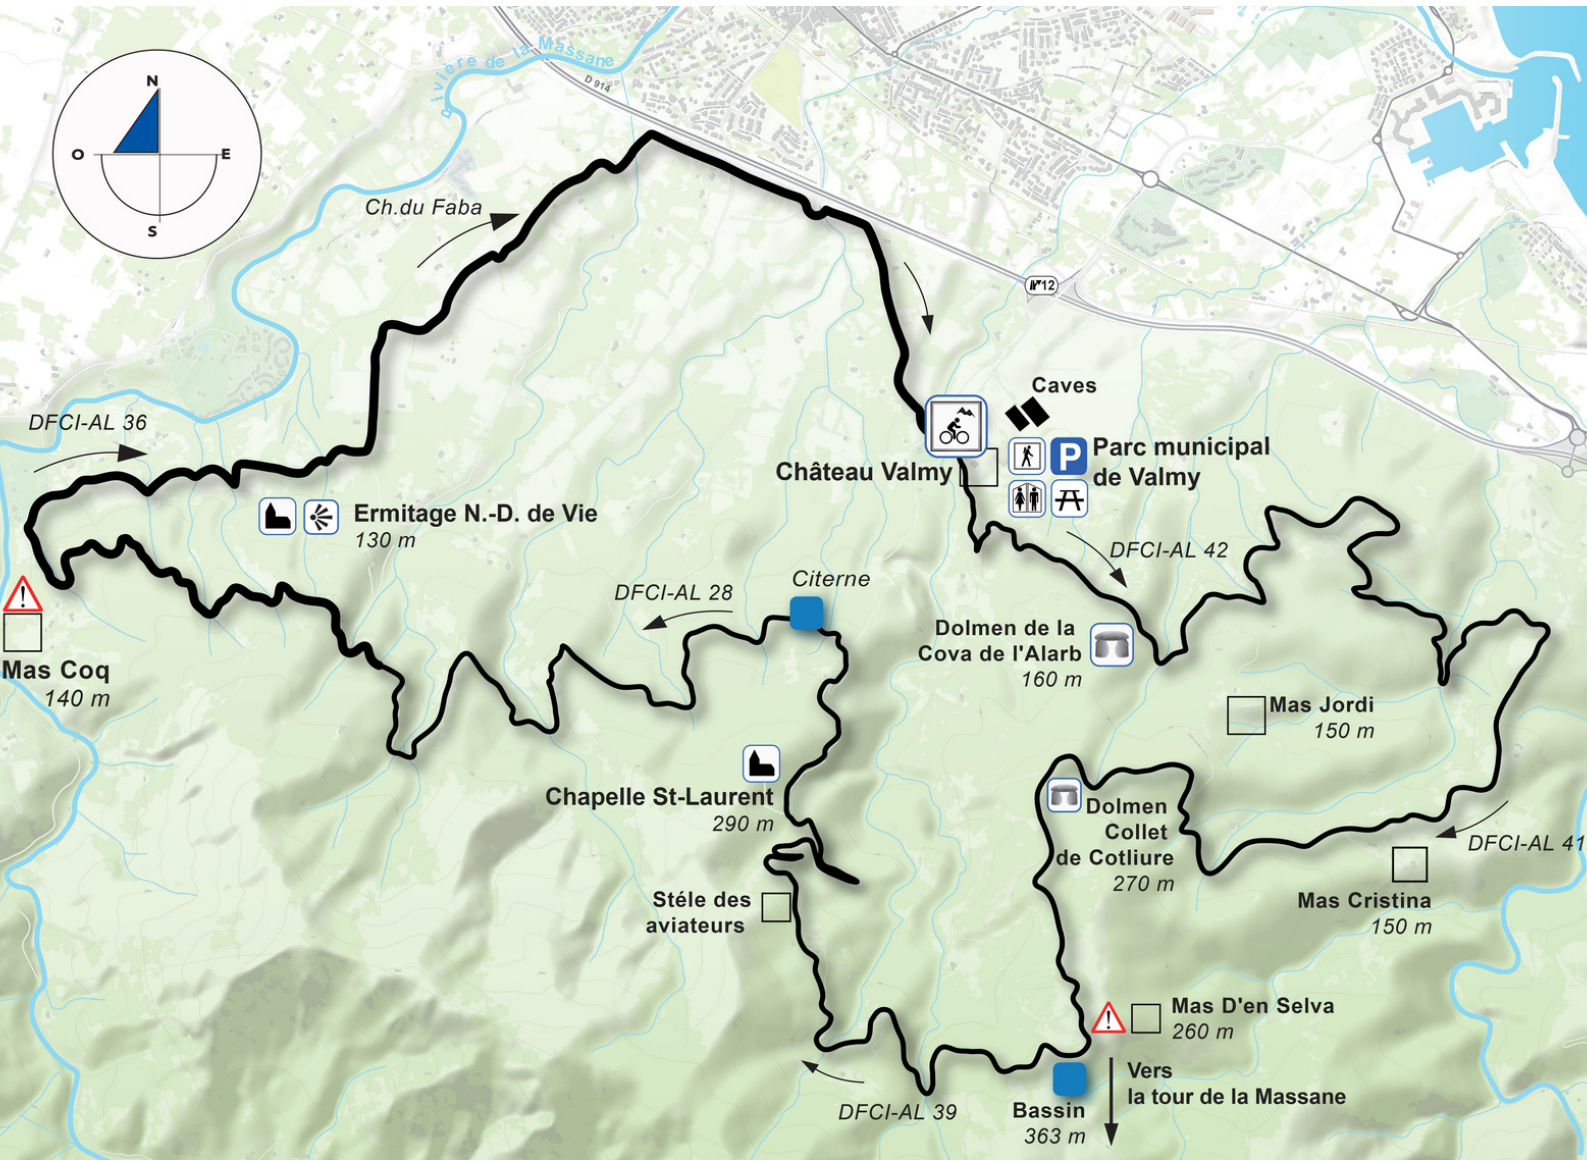 Rivière de la Massane
D 914
N
O
E
S
Ch.du Faba
12
DFCI-AL 36
Caves
P
Parc municipal
de Valmy
Château Valmy
Ermitage N.-D. de Vie
130 m
DFCI-AL 42
Citerne
DFCI-AL 28
Dolmen de la
Cova de l'Alarb
160 m
Mas Coq
140 m
Mas Jordi
150 m
Chapelle St-Laurent
290 m
Dolmen
Collet
de Cotliure
270 m
DFCI-AL 41
Mas Cristina
150 m
Stéle des
aviateurs
Mas D'en Selva
260 m
Vers
la tour de la Massane
Bassin
363 m
DFCI-AL 39